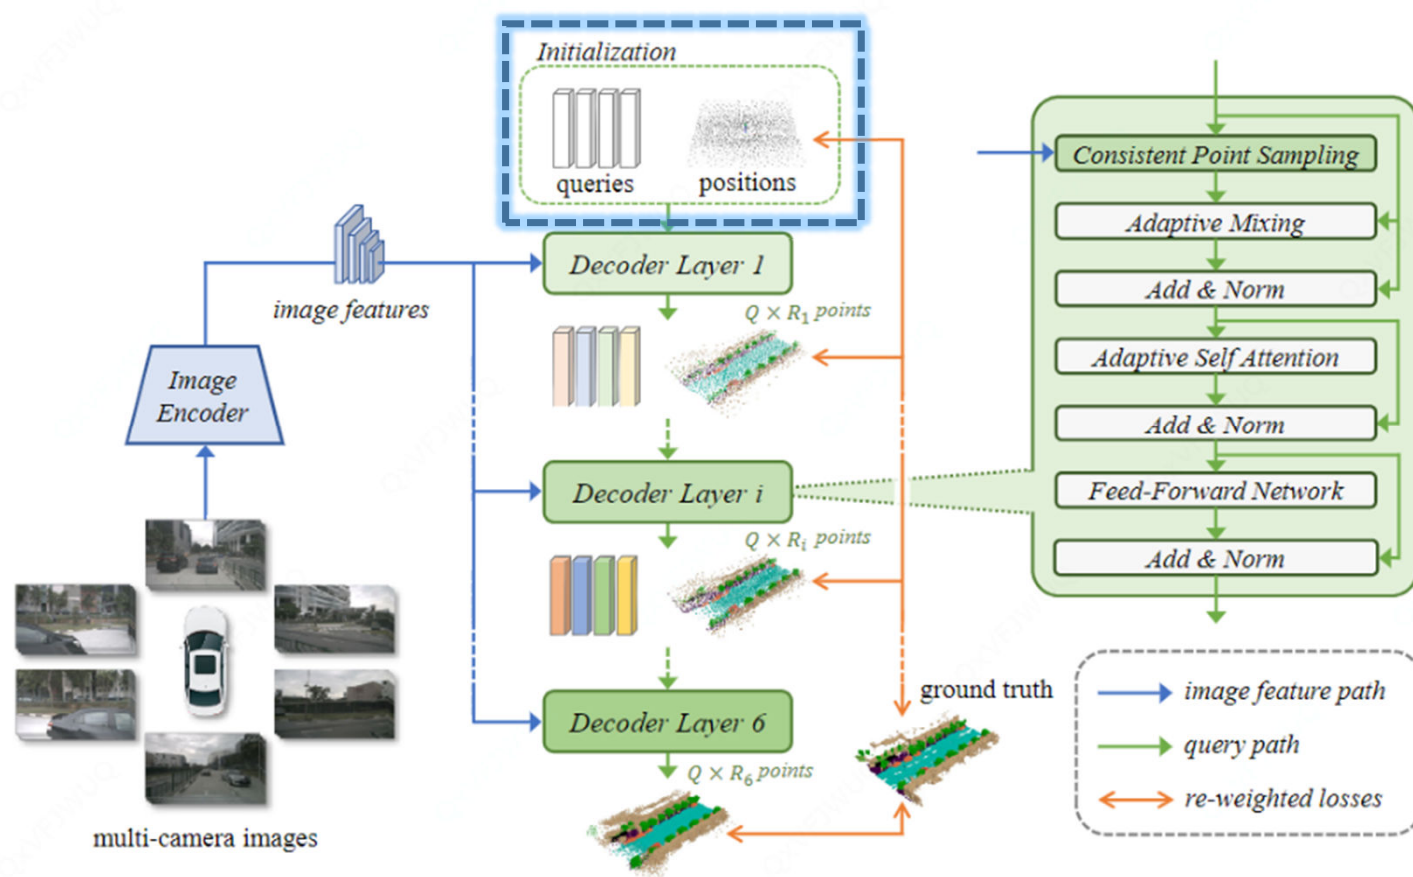 Initialization
queries
positions
Decoder Layer 1
Q × R₁ points
image features
Image
Encoder
Decoder Layer i
Q × Rᵢ points
Decoder Layer 6
Q × R₆ points
ground truth
multi-camera images
Consistent Point Sampling
Adaptive Mixing
Add & Norm
Adaptive Self Attention
Add & Norm
Feed-Forward Network
Add & Norm
image feature path
query path
re-weighted losses